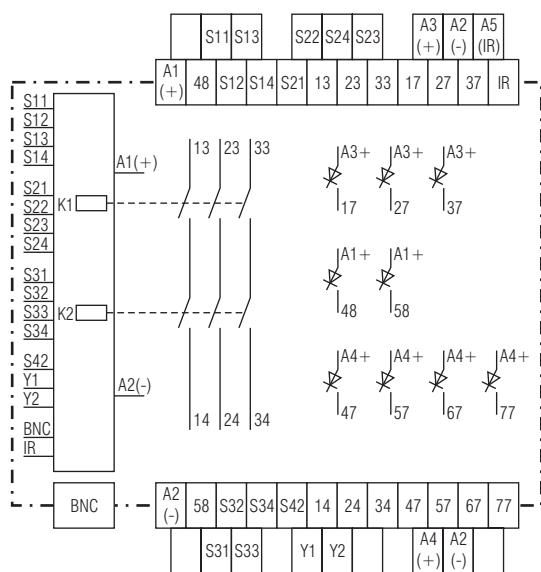 S11 S13 S22 S24 S23 A3 (+) A2 (-) A5 (IR)
A1 (+) 48 S12 S14 S21 13 23 33 17 27 37 IR
S11
S12
S13
S14
A1(+)
S21
K1
S22
S23
S24
S31
S32
S33
K2
S34
S42
Y1
A2(-)
Y2
BNC
IR
13 23 33
14 24 34
A3+ A3+ A3+
17 27 37
A1+ A1+
48 58
A4+ A4+ A4+ A4+
47 57 67 77
BNC
A2 (-) 58 S32 S34 S42 14 24 34 47 57 67 77
S31 S33 Y1 Y2 A4 (+) A2 (-)